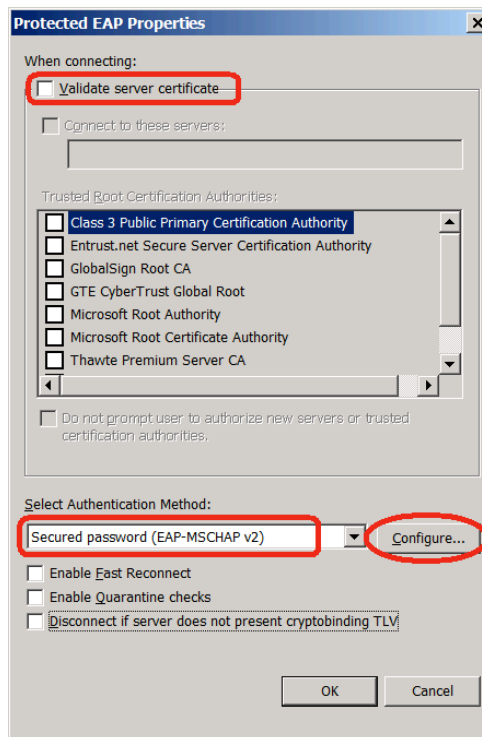 Protected EAP Properties
When connecting:
Validate server certificate
Connect to these servers:
Trusted Root Certification Authorities:
Class 3 Public Primary Certification Authority
Entrust.net Secure Server Certification Authority
GlobalSign Root CA
GTE CyberTrust Global Root
Microsoft Root Authority
Microsoft Root Certificate Authority
Thawte Premium Server CA
Do not prompt user to authorize new servers or trusted
certification authorities.
Select Authentication Method:
Secured password (EAP-MSCHAP v2)
Configure...
Enable Fast Reconnect
Enable Quarantine checks
Disconnect if server does not present cryptobinding TLV
OK
Cancel